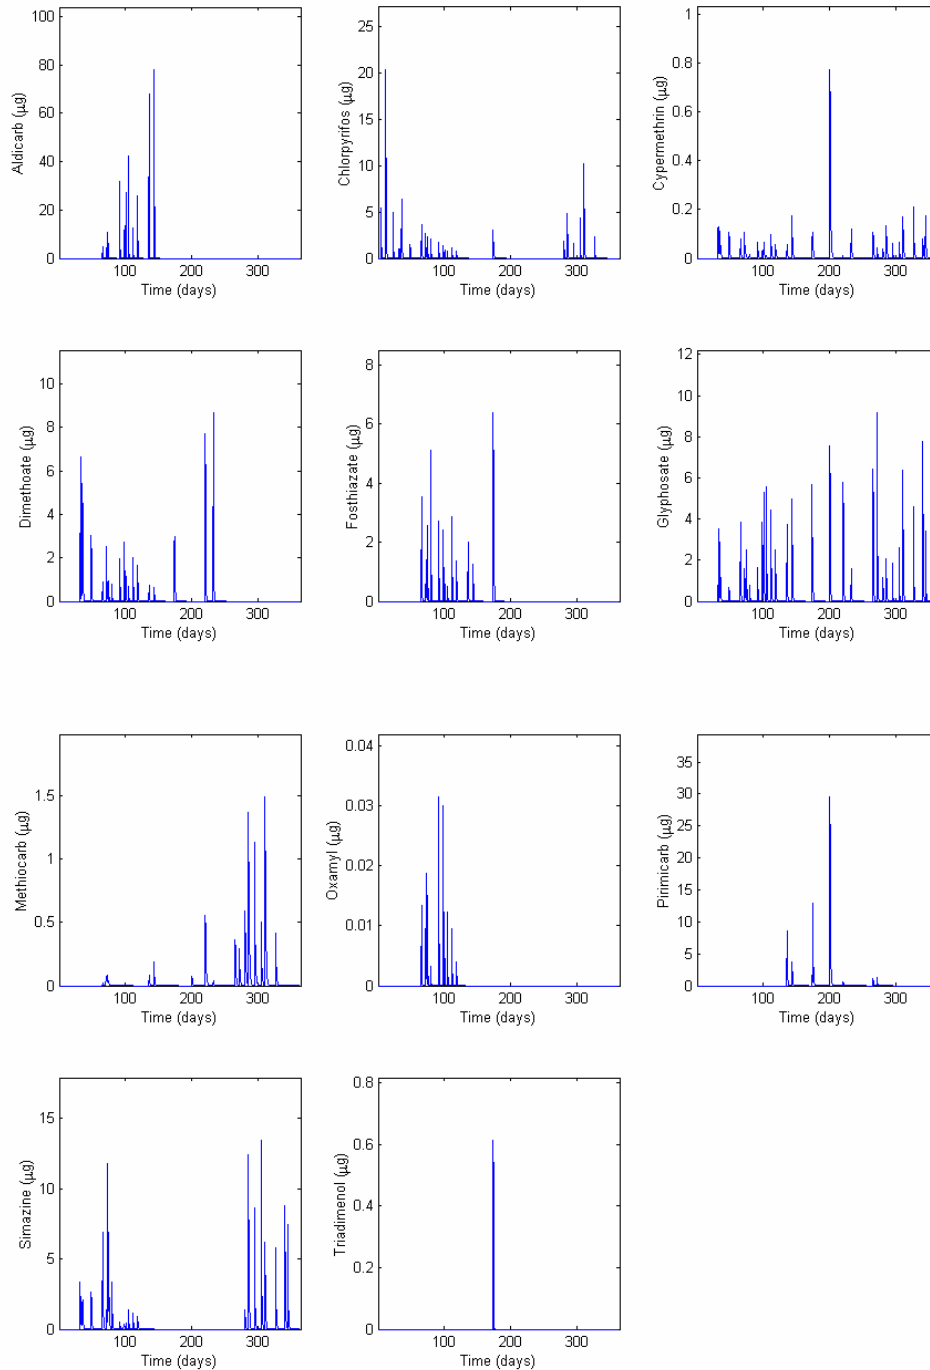 Aldicarb (µg)
100
80
60
40
20
0
100 200 300
Time (days)
Chlorpyrifos (µg)
25
20
15
10
5
0
100 200 300
Time (days)
Cypermethrin (µg)
1
0.8
0.6
0.4
0.2
0
100 200 300
Time (days)
Dimethoate (µg)
10
8
6
4
2
0
100 200 300
Time (days)
Fosthiazate (µg)
8
6
4
2
0
100 200 300
Time (days)
Glyphosate (µg)
12
10
8
6
4
2
0
100 200 300
Time (days)
Methiocarb (µg)
1.5
1
0.5
0
100 200 300
Time (days)
Oxamyl (µg)
0.04
0.03
0.02
0.01
0
100 200 300
Time (days)
Pirimicarb (µg)
35
30
25
20
15
10
5
0
100 200 300
Time (days)
Simazine (µg)
15
10
5
0
100 200 300
Time (days)
Triadimenol (µg)
0.8
0.6
0.4
0.2
0
100 200 300
Time (days)